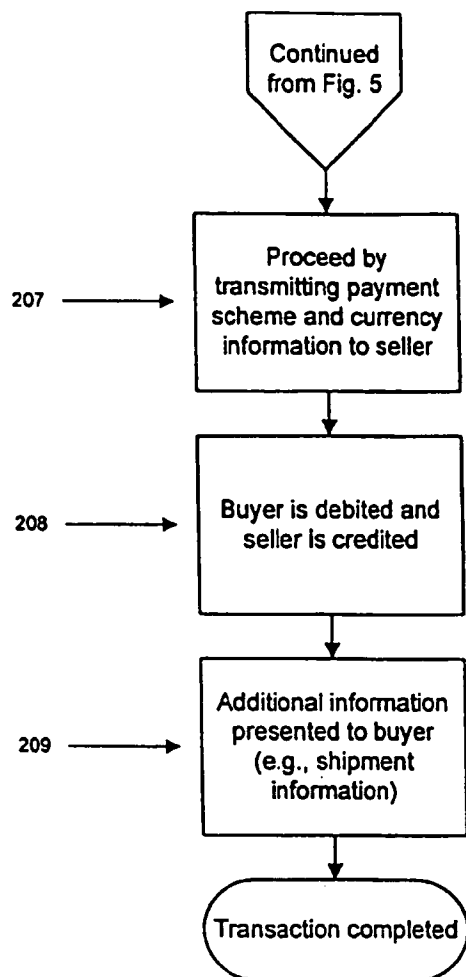 Continued
from Fig. 5
Proceed by
transmitting payment
207
scheme and currency
information to seller
Buyer is debited and
208
seller is credited
Additional information
presented to buyer
209
(e.g., shipment
information)
Transaction completed